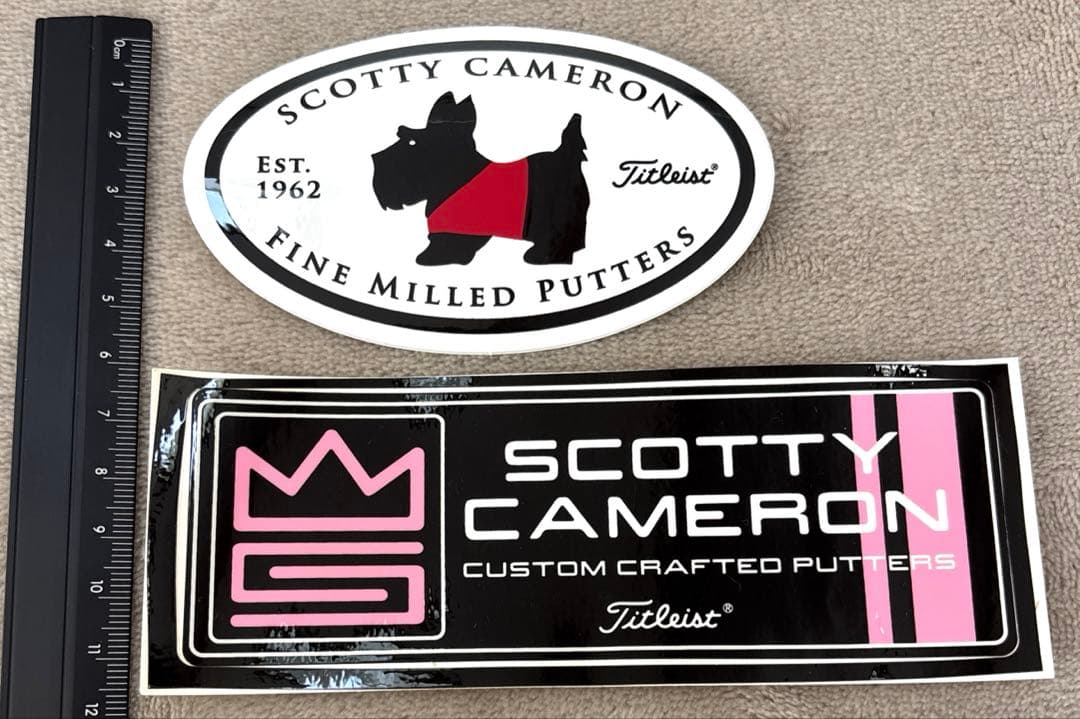 0cm
1
2
3
4
5
6
7
8
9
10
11
12
SCOTTY CAMERON
EST.
1962
Titleist®
FINE MILLED PUTTERS
SCOTTY
CAMERON
CUSTOM CRAFTED PUTTERS
Titleist®